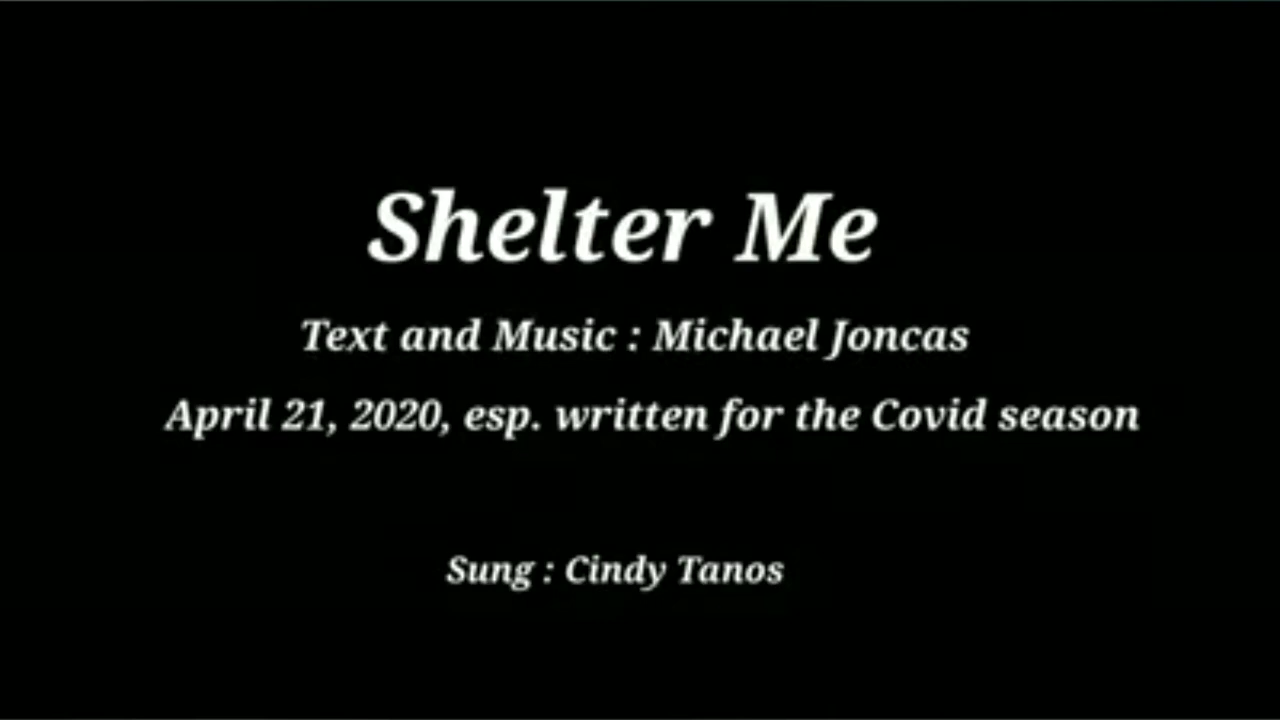 Shelter Me
Text and Music : Michael Joncas
April 21, 2020, esp. written for the Covid season
Sung : Cindy Tanos